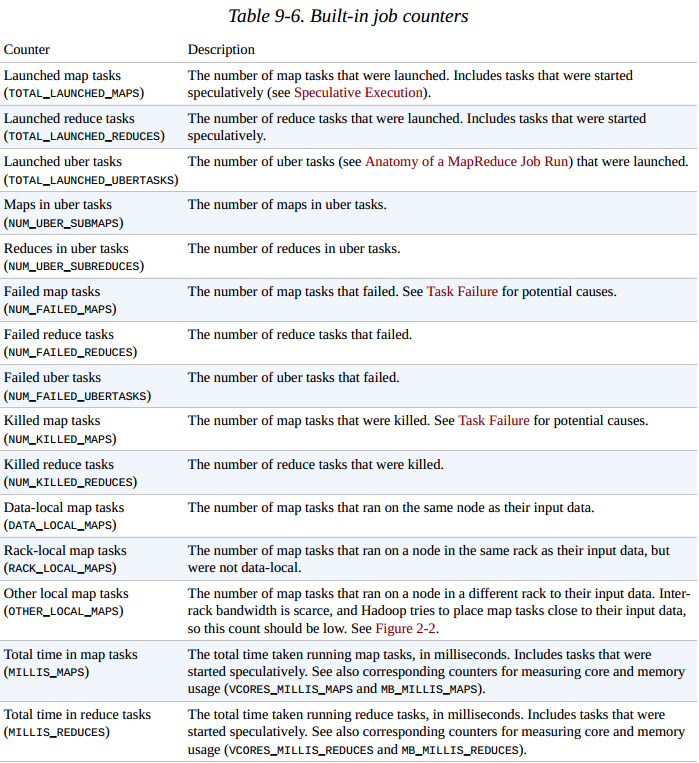 Table 9-6. Built-in job counters
Counter Description
Launched map tasks
(TOTAL_LAUNCHED_MAPS)
The number of map tasks that were launched. Includes tasks that were started
speculatively (see Speculative Execution).
Launched reduce tasks
(TOTAL_LAUNCHED_REDUCES)
The number of reduce tasks that were launched. Includes tasks that were started
speculatively.
Launched uber tasks
(TOTAL_LAUNCHED_UBERTASKS)
The number of uber tasks (see Anatomy of a MapReduce Job Run) that were launched.
Maps in uber tasks
(NUM_UBER_SUBMAPS)
The number of maps in uber tasks.
Reduces in uber tasks
(NUM_UBER_SUBREDUCES)
The number of reduces in uber tasks.
Failed map tasks
(NUM_FAILED_MAPS)
The number of map tasks that failed. See Task Failure for potential causes.
Failed reduce tasks
(NUM_FAILED_REDUCES)
The number of reduce tasks that failed.
Failed uber tasks
(NUM_FAILED_UBERTASKS)
The number of uber tasks that failed.
Killed map tasks
(NUM_KILLED_MAPS)
The number of map tasks that were killed. See Task Failure for potential causes.
Killed reduce tasks
(NUM_KILLED_REDUCES)
The number of reduce tasks that were killed.
Data-local map tasks
(DATA_LOCAL_MAPS)
The number of map tasks that ran on the same node as their input data.
Rack-local map tasks
(RACK_LOCAL_MAPS)
The number of map tasks that ran on a node in the same rack as their input data, but
were not data-local.
Other local map tasks
(OTHER_LOCAL_MAPS)
The number of map tasks that ran on a node in a different rack to their input data. Inter-
rack bandwidth is scarce, and Hadoop tries to place map tasks close to their input data,
so this count should be low. See Figure 2-2.
Total time in map tasks
(MILLIS_MAPS)
The total time taken running map tasks, in milliseconds. Includes tasks that were
started speculatively. See also corresponding counters for measuring core and memory
usage (VCORES_MILLIS_MAPS and MB_MILLIS_MAPS).
Total time in reduce tasks
(MILLIS_REDUCES)
The total time taken running reduce tasks, in milliseconds. Includes tasks that were
started speculatively. See also corresponding counters for measuring core and memory
usage (VCORES_MILLIS_REDUCES and MB_MILLIS_REDUCES).